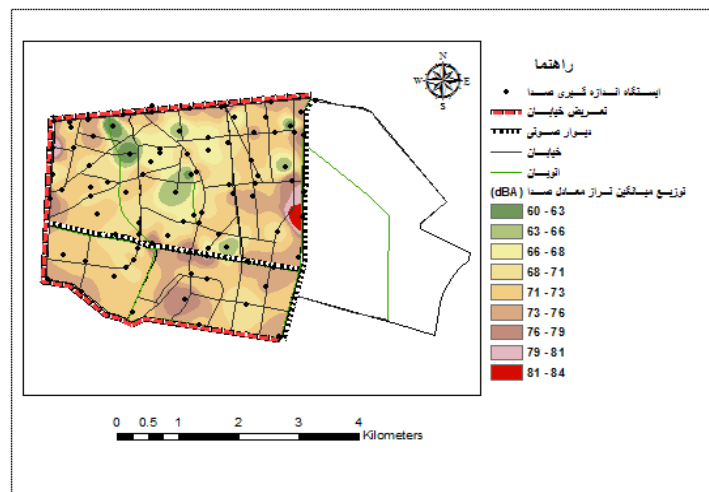 N
W E
S
راهنما
ایستگاه اندازه گیری صدا
تعریض خیابان
دیوار صوتی
خیابان
اتوبان
توزیع میانگین تراز معادل صدا (dBA)
60 - 63
63 - 66
66 - 68
68 - 71
71 - 73
73 - 76
76 - 79
79 - 81
81 - 84
0 0.5 1 2 3 4
Kilometers